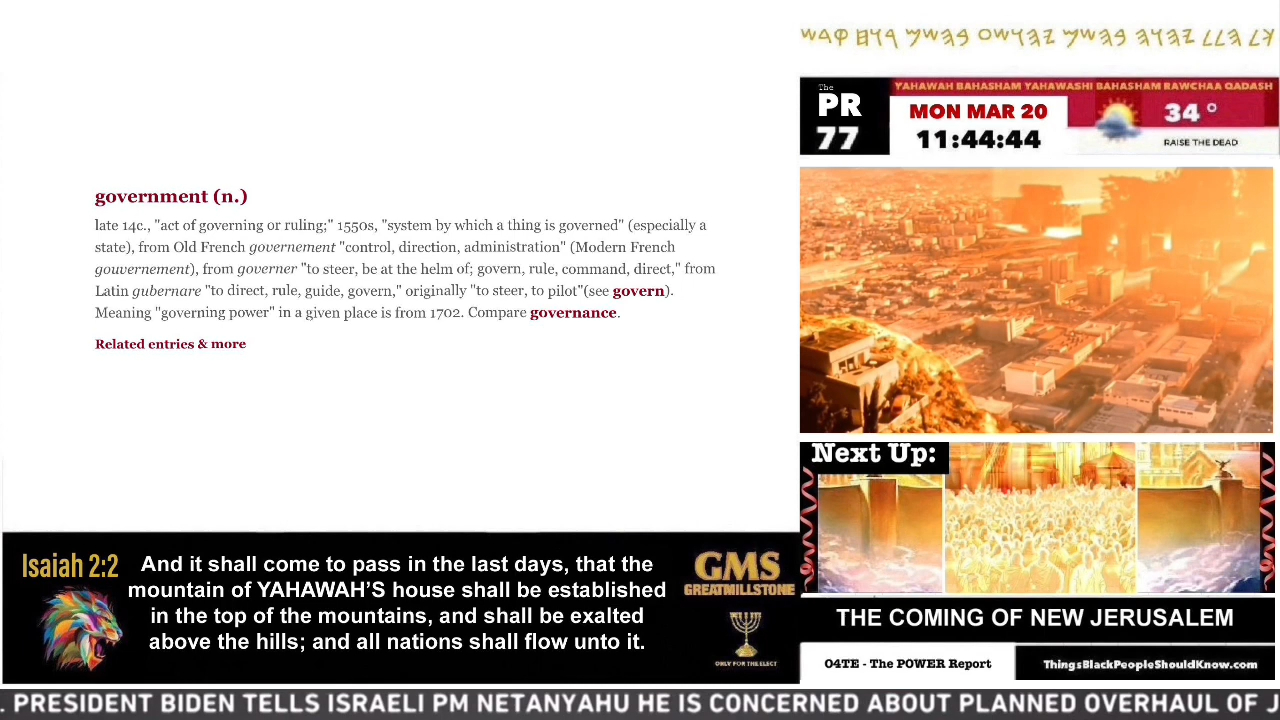 government (n.)
late 14c., "act of governing or ruling;" 1550s, "system by which a thing is governed" (especially a
state), from Old French governement "control, direction, administration" (Modern French
gouvernement), from governer "to steer, be at the helm of; govern, rule, command, direct," from
Latin gubernare "to direct, rule, guide, govern," originally "to steer, to pilot"(see govern).
Meaning "governing power" in a given place is from 1702. Compare governance.
Related entries & more
The
PR
77
YAHAWAH BAHASHAM YAHAWASHI BAHASHAM RAWCHAA QADASH
MON MAR 20
11:44:44
34 °
RAISE THE DEAD
Next Up:
THE COMING OF NEW JERUSALEM
O4TE - The POWER Report
ThingsBlackPeopleShouldKnow.com
Isaiah 2:2
And it shall come to pass in the last days, that the
mountain of YAHAWAH'S house shall be established
in the top of the mountains, and shall be exalted
above the hills; and all nations shall flow unto it.
GMS
GREATMILLSTONE
ONLY FOR THE ELECT
. PRESIDENT BIDEN TELLS ISRAELI PM NETANYAHU HE IS CONCERNED ABOUT PLANNED OVERHAUL OF J